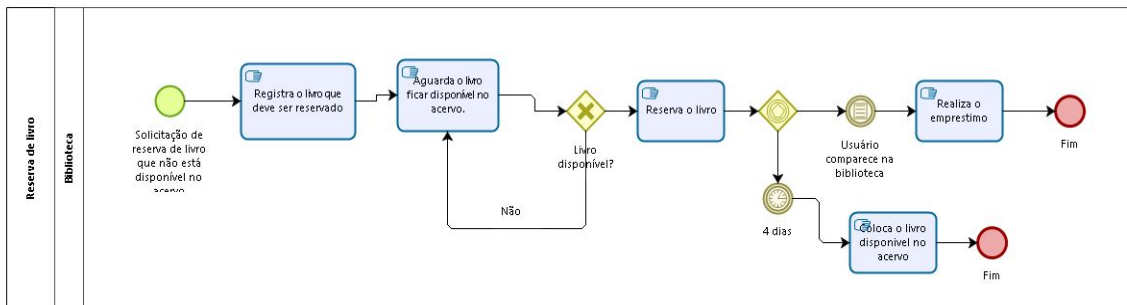 Reserva de livro
Biblioteca
Solicitação de
reserva de livro
que não está
disponível no
acervo
Registra o livro que
deve ser reservado
Aguarda o livro
ficar disponível no
acervo.
Livro
disponível?
Não
Reserva o livro
Usuário
comparece na
biblioteca
Realiza o
emprestimo
Fim
4 dias
Coloca o livro
disponivel no
acervo
Fim